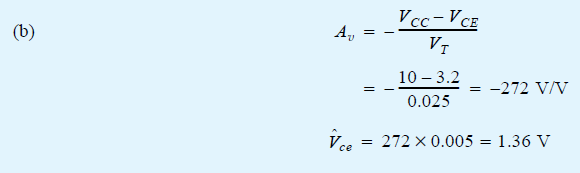 (b) A_v = − (V_CC − V_CE) / V_T
= − (10 − 3.2) / 0.025 = −272 V/V
V̂_ce = 272 × 0.005 = 1.36 V